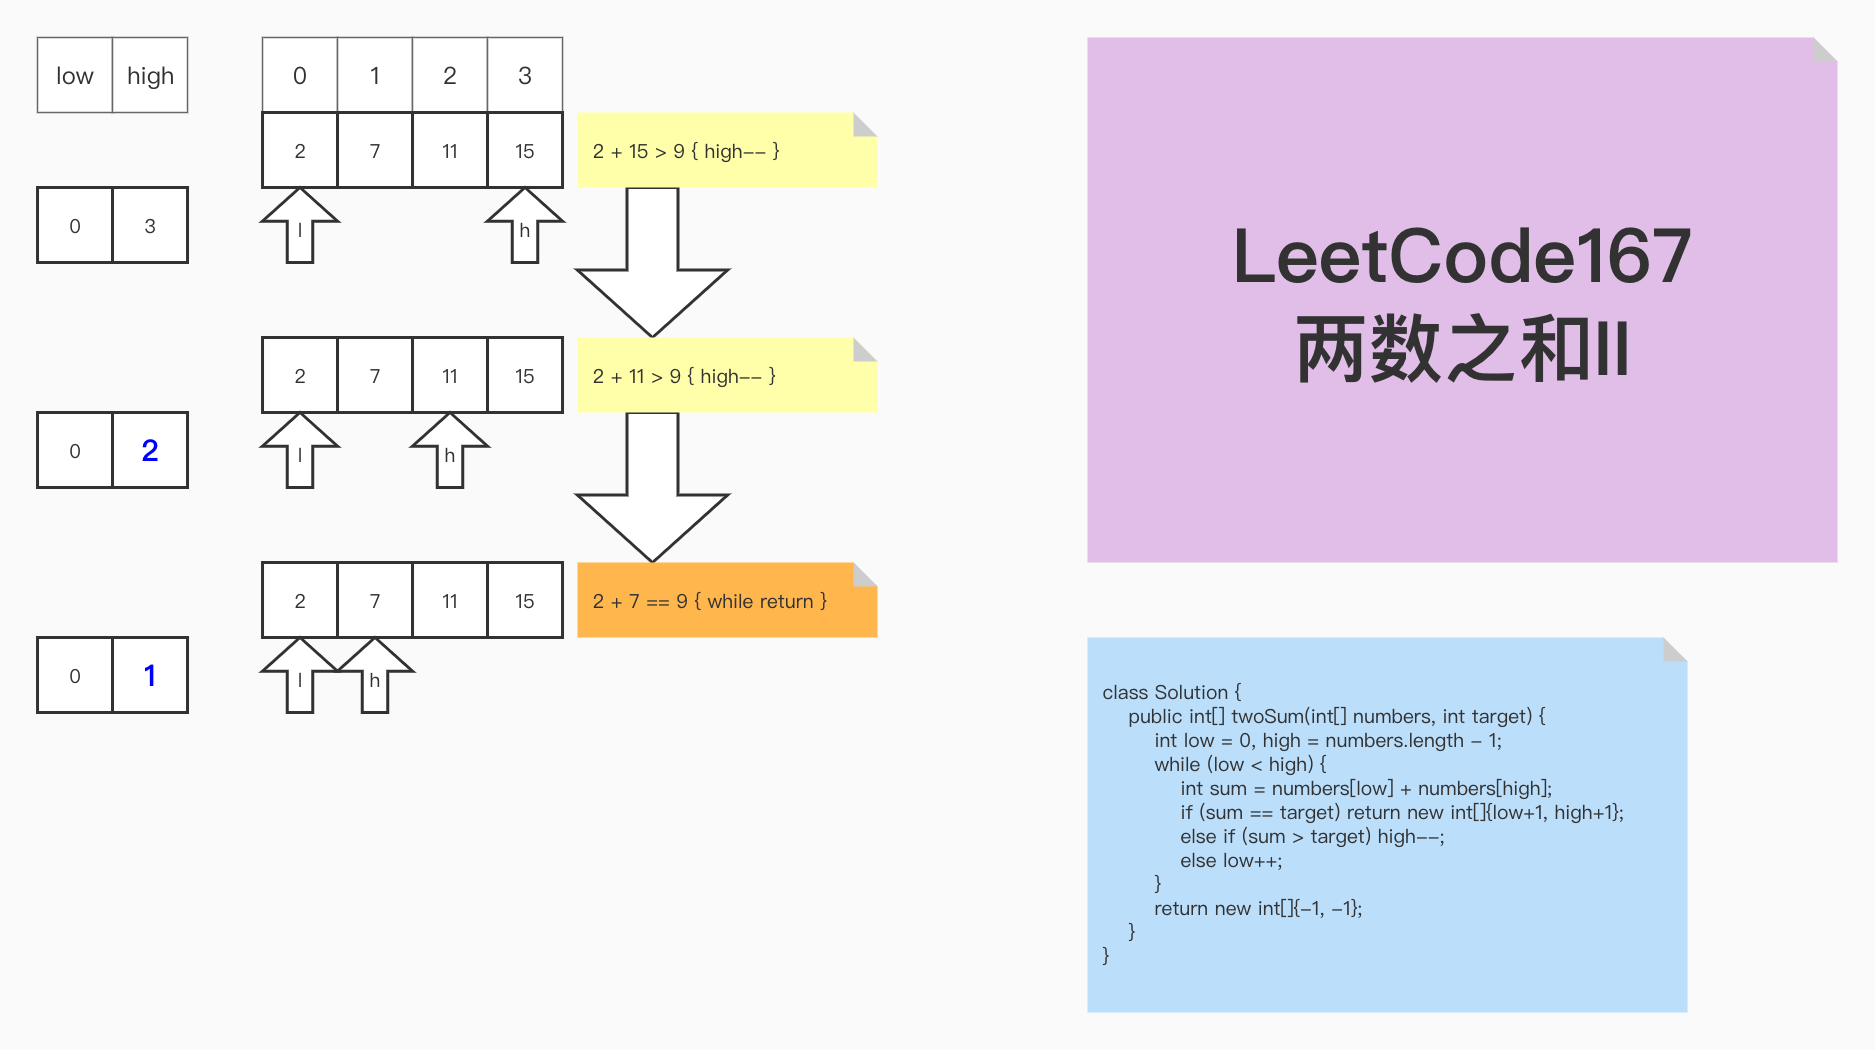 low high
0 1 2 3
2 7 11 15
2 + 15 > 9 { high-- }
0 3
l h
2 7 11 15
2 + 11 > 9 { high-- }
0 2
l h
2 7 11 15
2 + 7 == 9 { while return }
0 1
l h
LeetCode167
两数之和II
class Solution {
public int[] twoSum(int[] numbers, int target) {
int low = 0, high = numbers.length - 1;
while (low < high) {
int sum = numbers[low] + numbers[high];
if (sum == target) return new int[]{low+1, high+1};
else if (sum > target) high--;
else low++;
}
return new int[]{-1, -1};
}
}